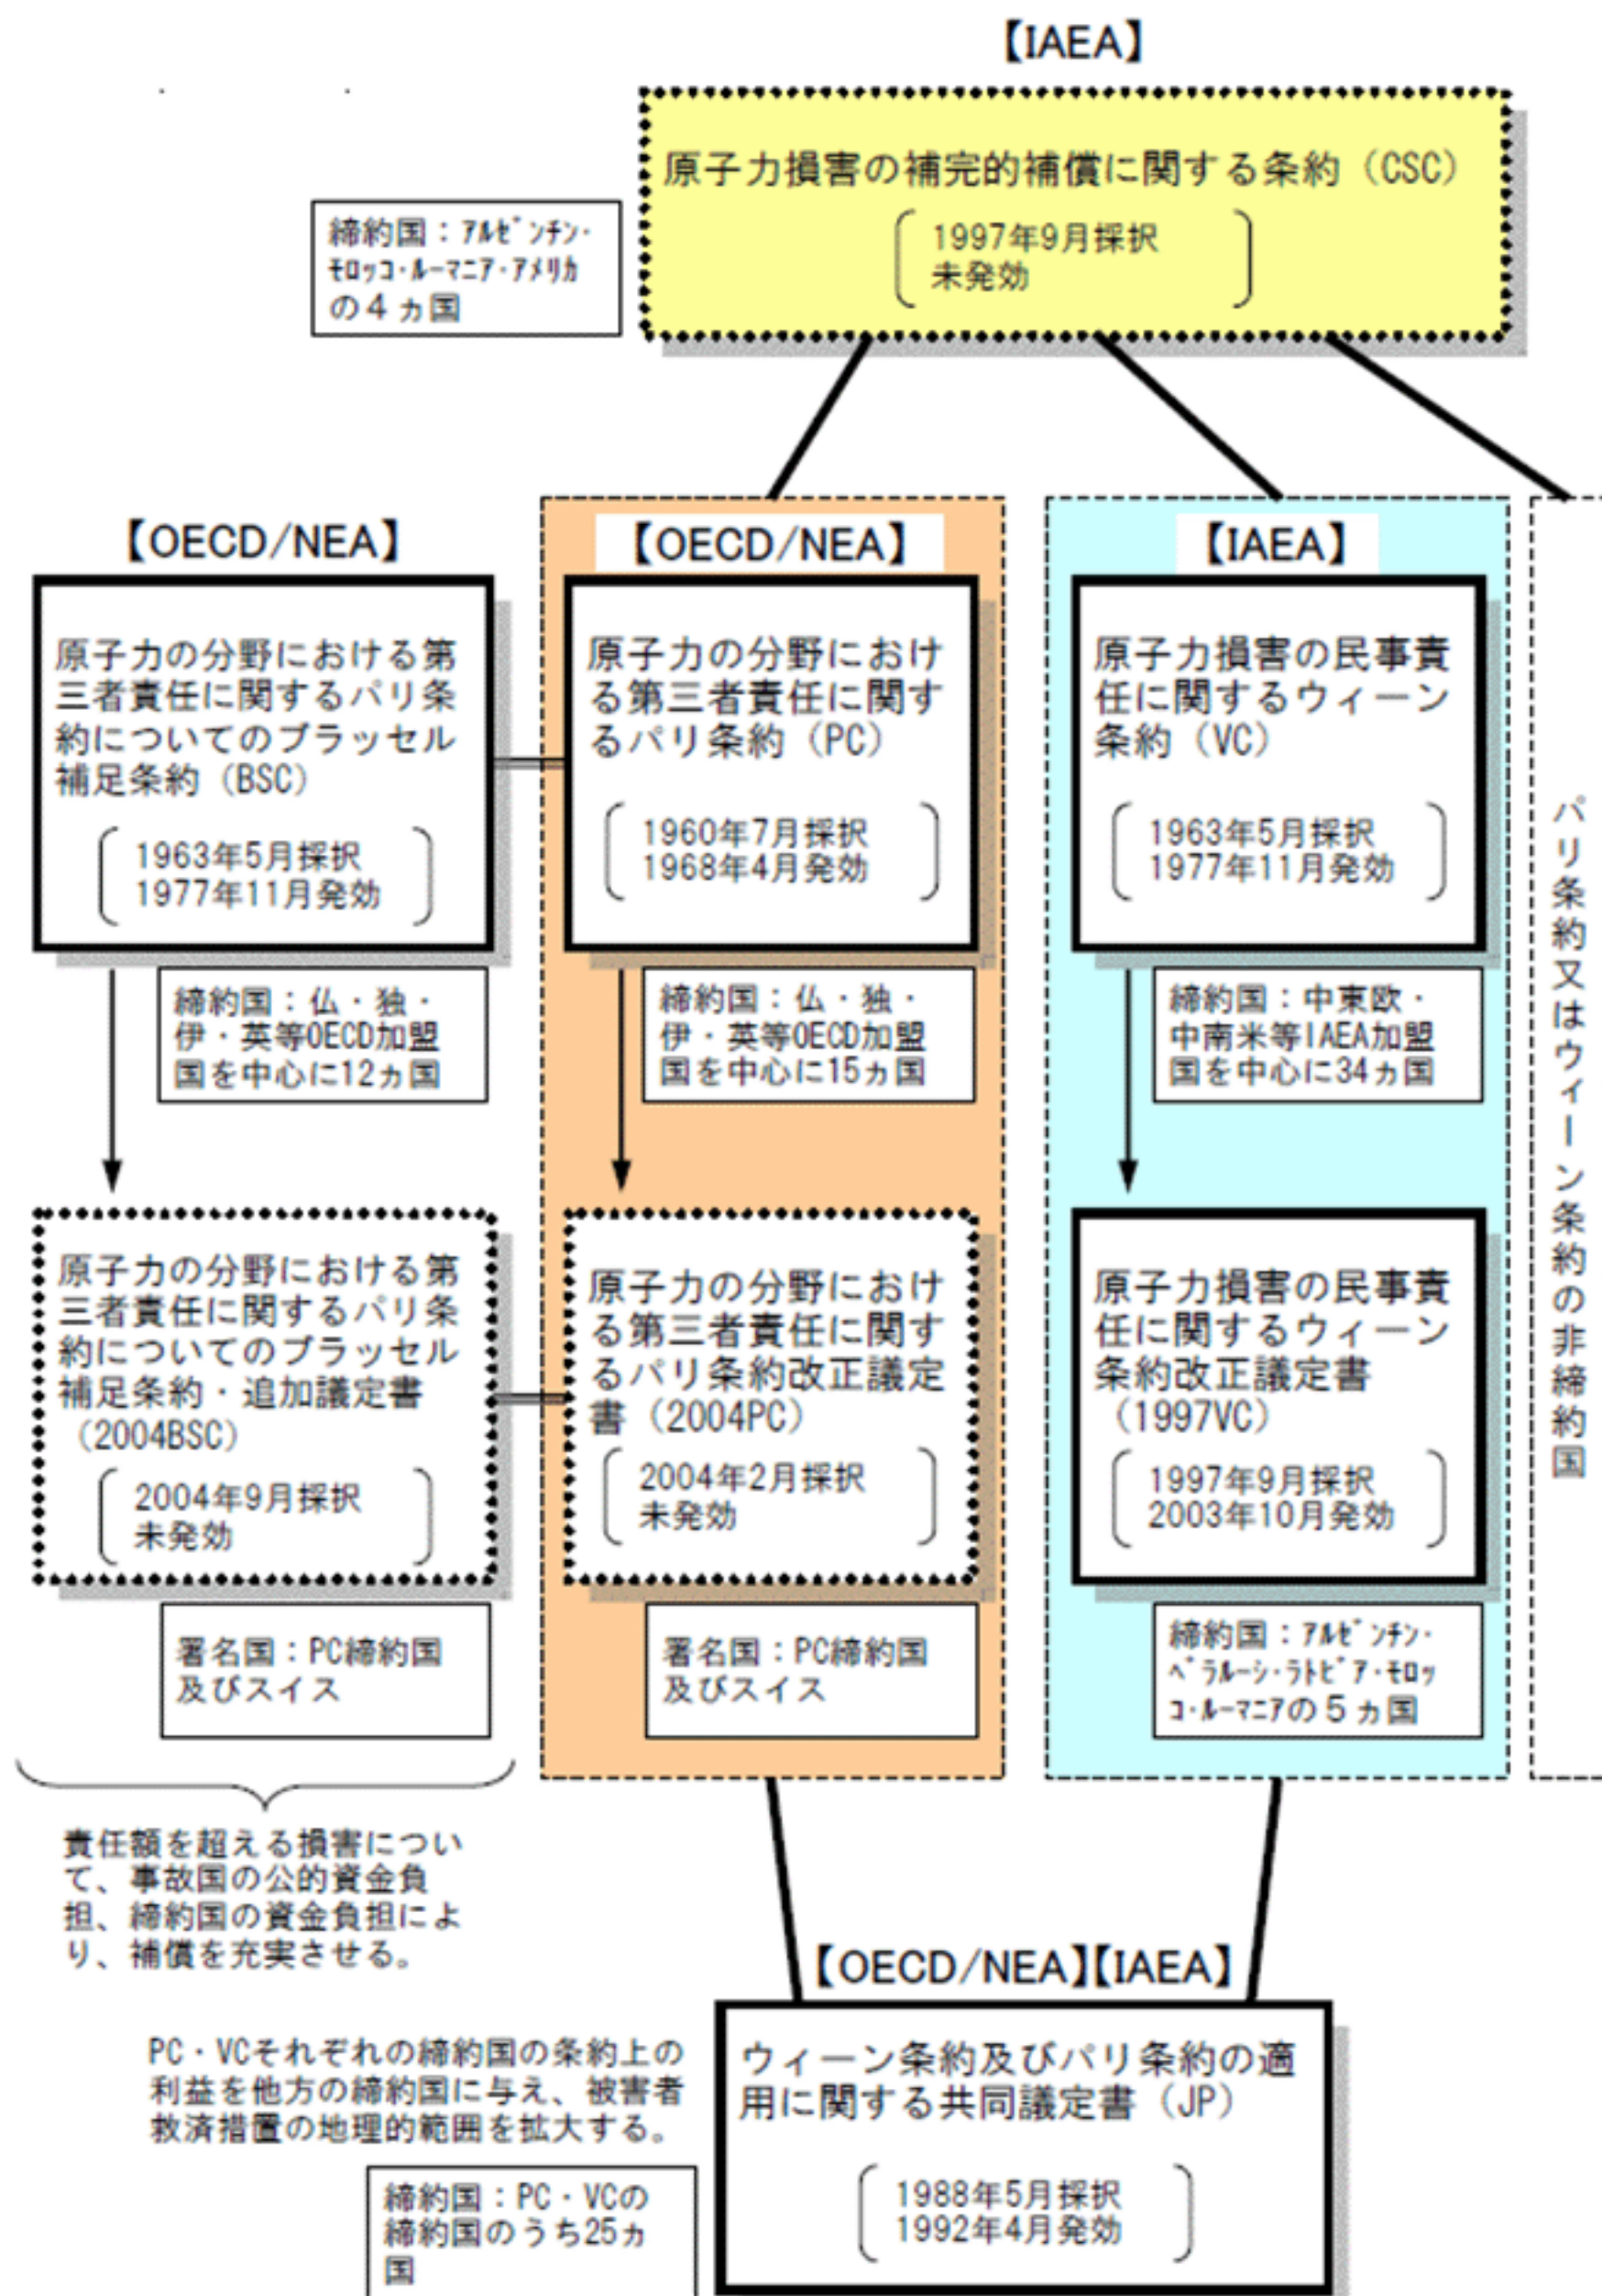 【IAEA】
原子力損害の補完的補償に関する条約（CSC）
1997年9月採択
未発効
締約国：ｱﾙｾﾞﾝﾁﾝ・
ﾓﾛｯｺ・ﾙｰﾏﾆｱ・ｱﾒﾘｶ
の４ヵ国
【OECD/NEA】
原子力の分野における第
三者責任に関するパリ条
約についてのブラッセル
補足条約（BSC）
1963年5月採択
1977年11月発効
締約国：仏・独・
伊・英等OECD加盟
国を中心に12ヵ国
【OECD/NEA】
原子力の分野におけ
る第三者責任に関す
るパリ条約（PC）
1960年7月採択
1968年4月発効
締約国：仏・独・
伊・英等OECD加盟
国を中心に15ヵ国
【IAEA】
原子力損害の民事責
任に関するウィーン
条約（VC）
1963年5月採択
1977年11月発効
締約国：中東欧・
中南米等IAEA加盟
国を中心に34ヵ国
パリ条約又はウィーン条約の非締約国
原子力の分野における第
三者責任に関するパリ条
約についてのブラッセル
補足条約・追加議定書
（2004BSC）
2004年9月採択
未発効
署名国：PC締約国
及びスイス
原子力の分野におけ
る第三者責任に関す
るパリ条約改正議定
書（2004PC）
2004年2月採択
未発効
署名国：PC締約国
及びスイス
原子力損害の民事責
任に関するウィーン
条約改正議定書
（1997VC）
1997年9月採択
2003年10月発効
締約国：ｱﾙｾﾞﾝﾁﾝ・
ﾍﾞﾗﾙｰｼ・ﾗﾄﾋﾞｱ・ﾓﾛｯ
ｺ・ﾙｰﾏﾆｱの５ヵ国
責任額を超える損害につい
て、事故国の公的資金負
担、締約国の資金負担によ
り、補償を充実させる。
【OECD/NEA】【IAEA】
ウィーン条約及びパリ条約の適
用に関する共同議定書（JP）
1988年5月採択
1992年4月発効
PC・VCそれぞれの締約国の条約上の
利益を他方の締約国に与え、被害者
救済措置の地理的範囲を拡大する。
締約国：PC・VCの
締約国のうち25ヵ
国